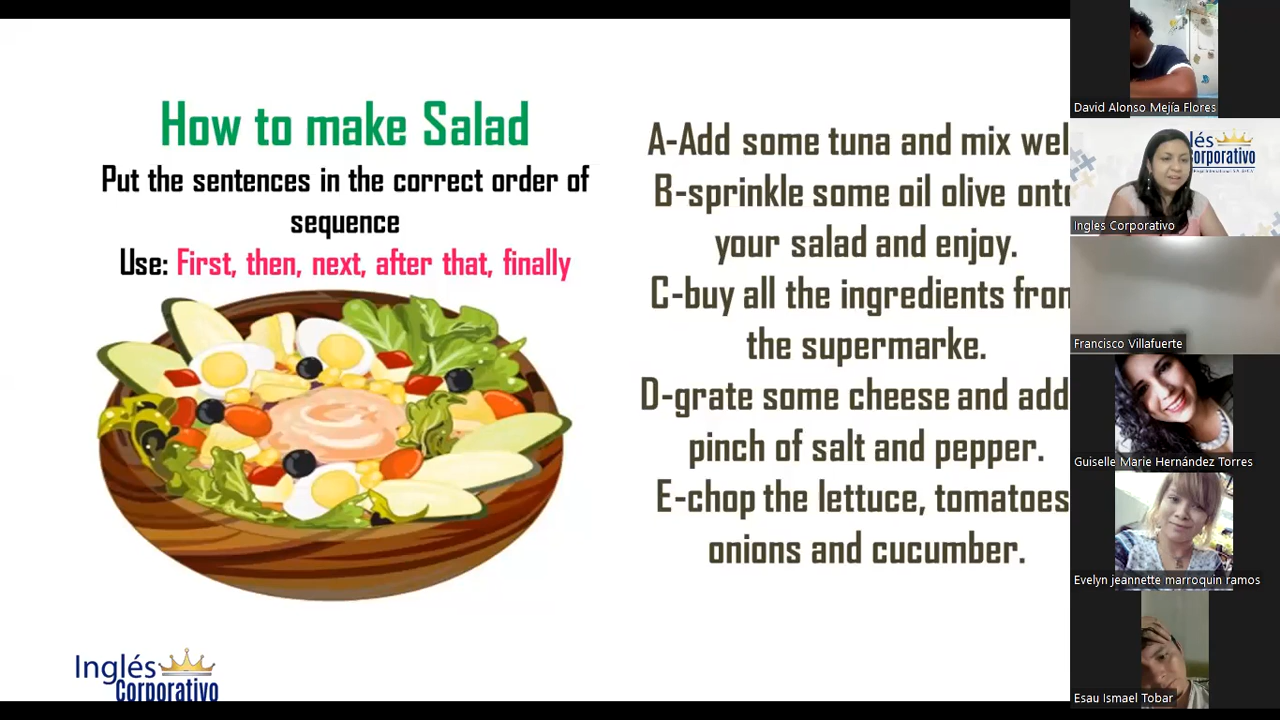 How to make Salad
Put the sentences in the correct order of
sequence
Use: First, then, next, after that, finally
A-Add some tuna and mix wel
B-sprinkle some oil olive onto
your salad and enjoy.
C-buy all the ingredients from
the supermarke.
D-grate some cheese and add
pinch of salt and pepper.
E-chop the lettuce, tomatoes
onions and cucumber.
Inglés
Corporativo
David Alonso Mejía Flores
glés
orporativo
Ingles Corporativo
Francisco Villafuerte
Guiselle Marie Hernández Torres
Evelyn jeannette marroquin ramos
Esau Ismael Tobar